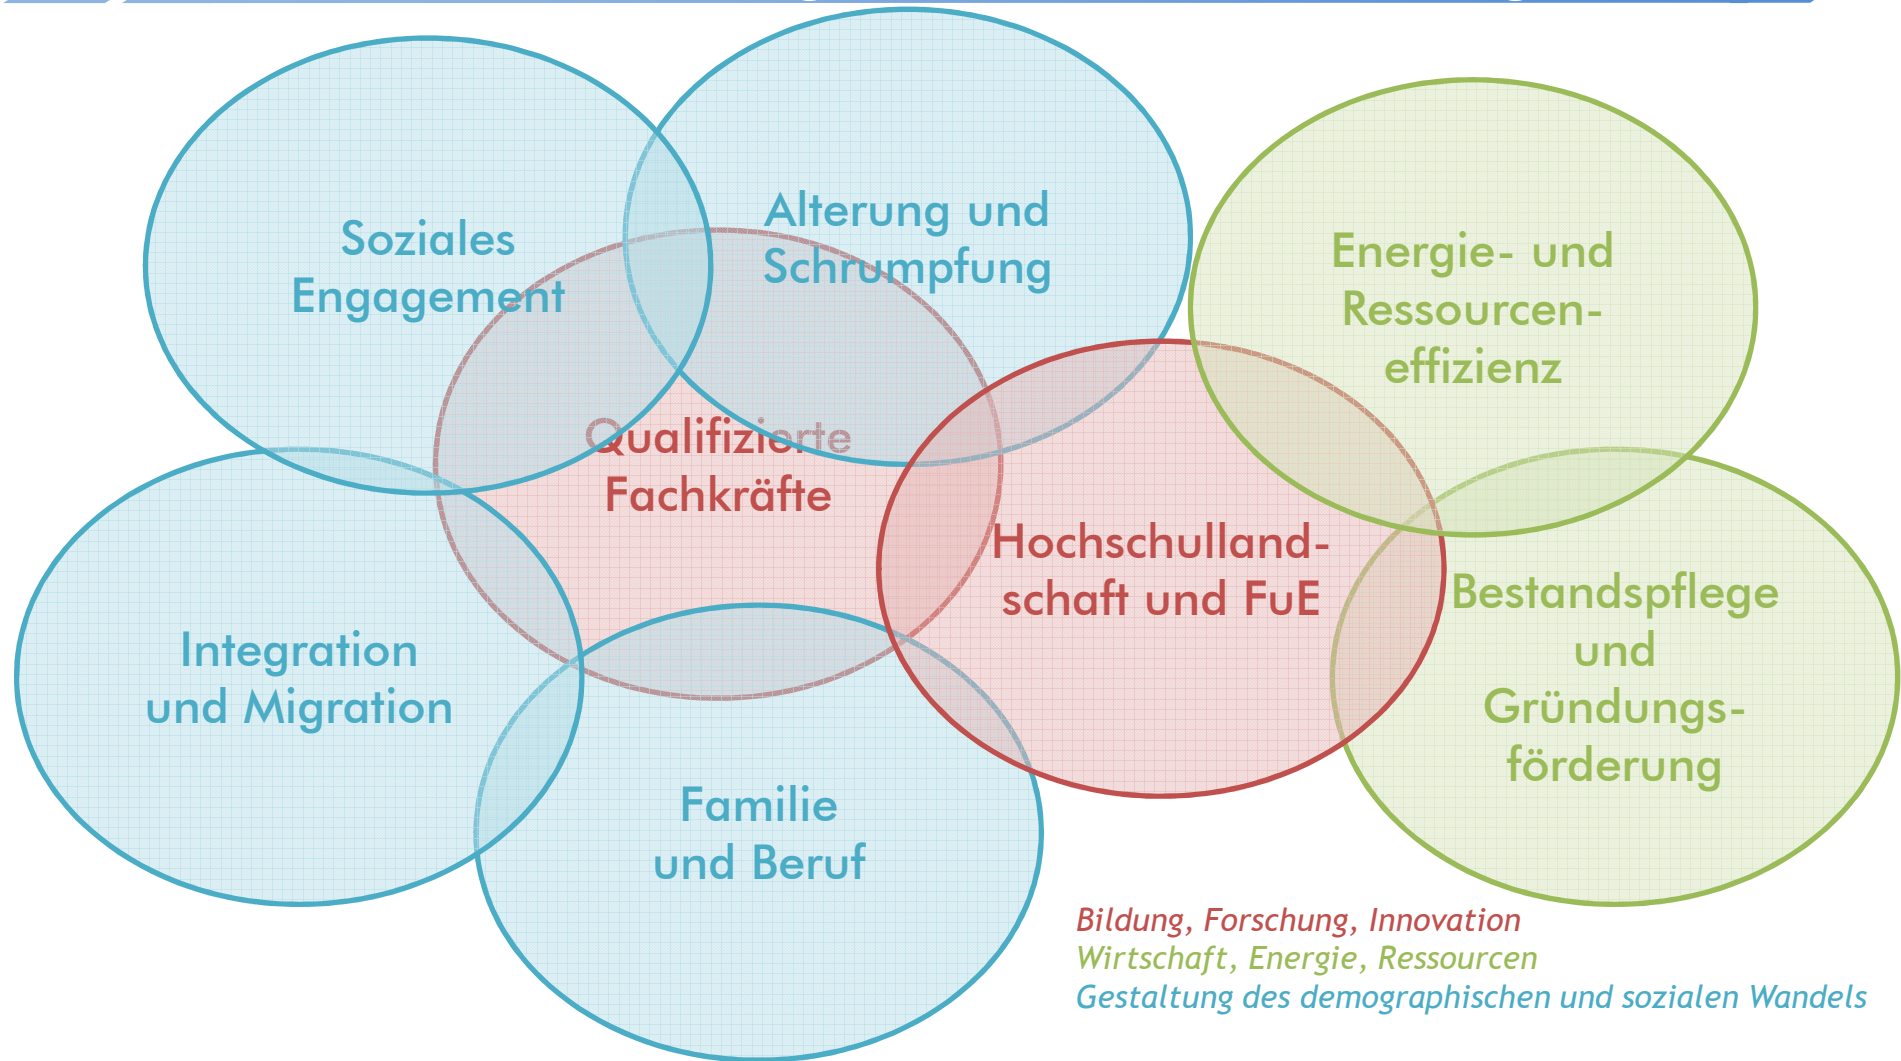 Soziales
Engagement
Alterung und
Schrumpfung
Energie- und
Ressourcen-
effizienz
Qualifizierte
Fachkräfte
Hochschulland-
schaft und FuE
Bestandspflege
und
Gründungs-
förderung
Integration
und Migration
Familie
und Beruf
Bildung, Forschung, Innovation
Wirtschaft, Energie, Ressourcen
Gestaltung des demographischen und sozialen Wandels